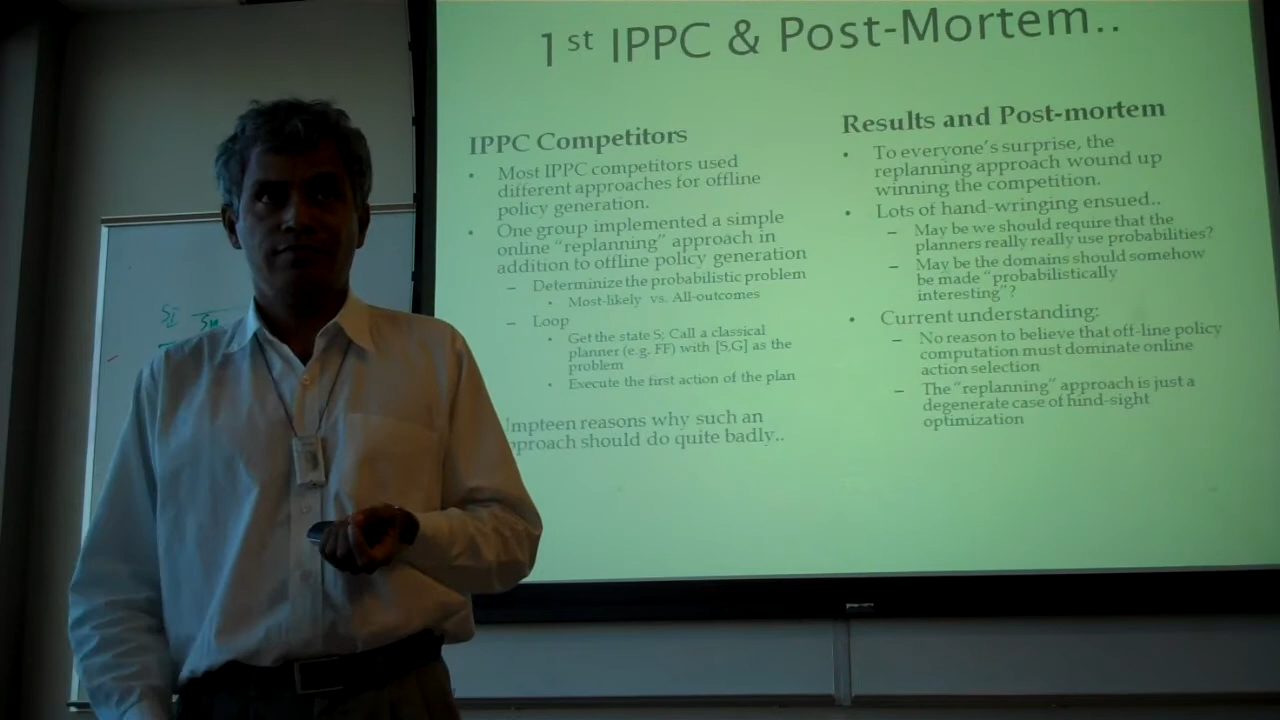 1st IPPC & Post-Mortem..
IPPC Competitors
• Most IPPC competitors used
different approaches for offline
policy generation.
• One group implemented a simple
online “replanning” approach in
addition to offline policy generation
– Determinize the probabilistic problem
• Most-likely vs. All-outcomes
– Loop
• Get the state S; Call a classical
planner (e.g. FF) with [S,G] as the
problem
• Execute the first action of the plan
Umpteen reasons why such an
approach should do quite badly..
Results and Post-mortem
• To everyone’s surprise, the
replanning approach wound up
winning the competition.
• Lots of hand-wringing ensued..
– May be we should require that the
planners really really use probabilities?
– May be the domains should somehow
be made “probabilistically
interesting”?
• Current understanding:
– No reason to believe that off-line policy
computation must dominate online
action selection
– The “replanning” approach is just a
degenerate case of hind-sight
optimization